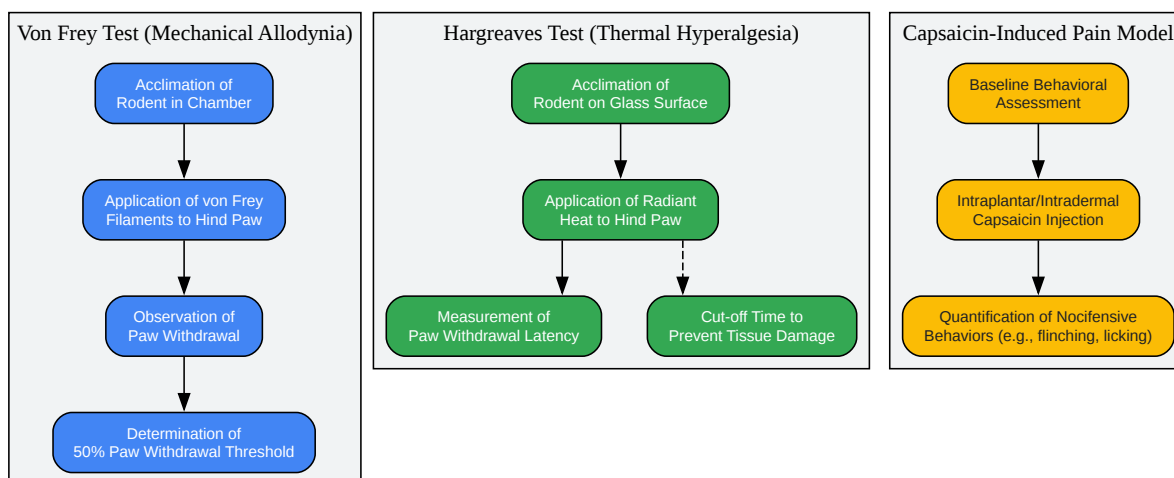 Von Frey Test (Mechanical Allodynia)
Acclimation of
Rodent in Chamber
Application of von Frey
Filaments to Hind Paw
Observation of
Paw Withdrawal
Determination of
50% Paw Withdrawal Threshold
Hargreaves Test (Thermal Hyperalgesia)
Acclimation of
Rodent on Glass Surface
Application of Radiant
Heat to Hind Paw
Measurement of
Paw Withdrawal Latency
Cut-off Time to
Prevent Tissue Damage
Capsaicin-Induced Pain Model
Baseline Behavioral
Assessment
Intraplantar/Intradermal
Capsaicin Injection
Quantification of Nocifensive
Behaviors (e.g., flinching, licking)